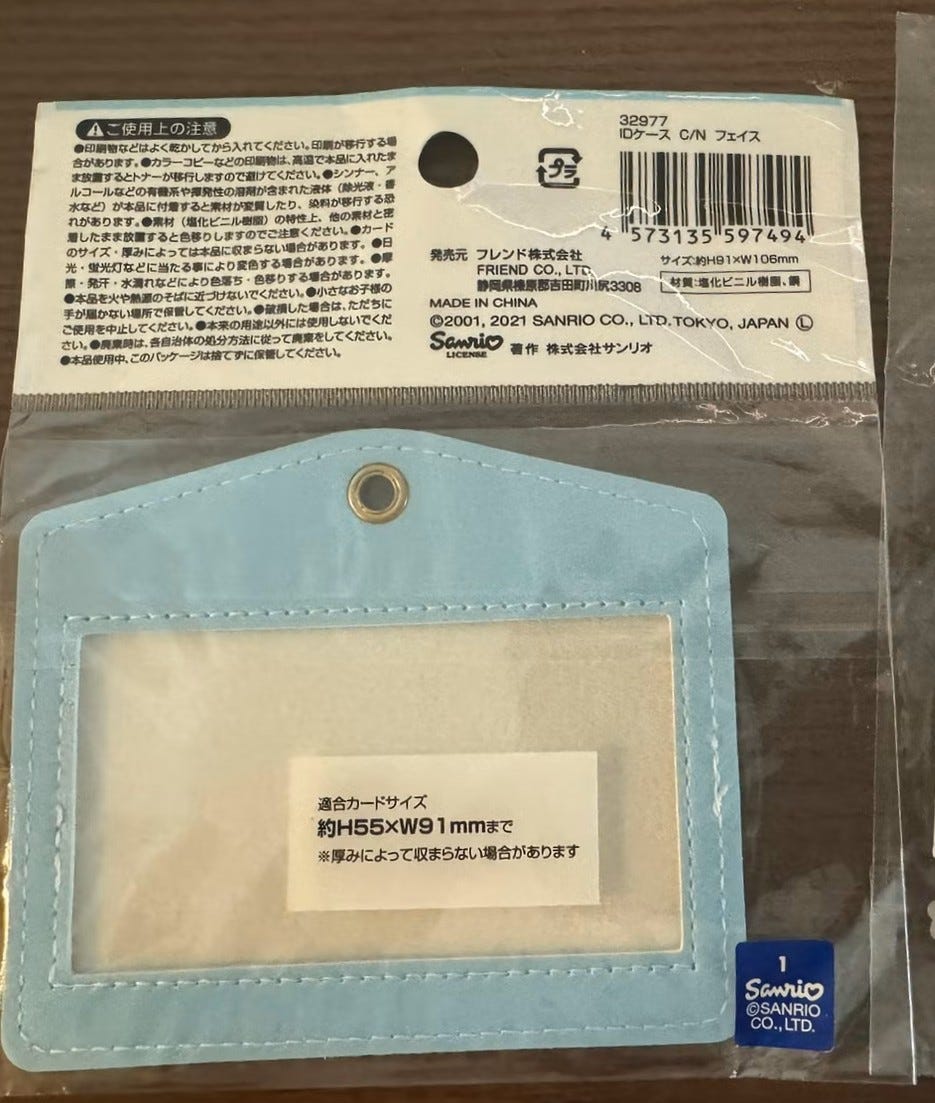 ご使用上の注意
●印刷物などはよく乾かしてから入れてください。印刷が移行する場
合があります。●カラーコピーなどの印刷物は、高温で本品に入れたま
ま放置するとトナーが移行しますので避けてください。●シンナー、ア
ルコールなどの有機系や揮発性の溶剤が含まれた液体（除光液・香
水など）が本品に付着すると素材が変質したり、染料が移行する恐
れがあります。●素材（塩化ビニル樹脂）の特性上、他の素材と密
着したまま放置すると色移りしますのでご注意ください。●カード
のサイズ・厚みによっては本品に収まらない場合があります。●日
光・蛍光灯などに当たる事により変色する場合があります。●摩
擦・発汗・水濡れなどにより色落ち・色移りする場合があります。
●本品を火や熱源のそばに近づけないでください。●小さなお子様の
手が届かない場所で保管してください。●破損した場合は、ただちに
ご使用を中止してください。●本来の用途以外には使用しないでくだ
さい。●廃棄時は、各自治体の処分方法に従って廃棄をしてください。
●本品使用中、このパッケージは捨てずに保管してください。
プラ
32977
IDケース C/N フェイス
4 573135 597494
サイズ:約H91×W106mm
材質:塩化ビニル樹脂、鋼
発売元 フレンド株式会社
FRIEND CO., LTD.
静岡県榛原郡吉田町川尻3308
MADE IN CHINA
©2001, 2021 SANRIO CO., LTD.TOKYO, JAPAN Ⓛ
Sanrio
LICENSE
著作 株式会社サンリオ
適合カードサイズ
約H55×W91mmまで
※厚みによって収まらない場合があります
1
Sanrio
©SANRIO
CO.,LTD.